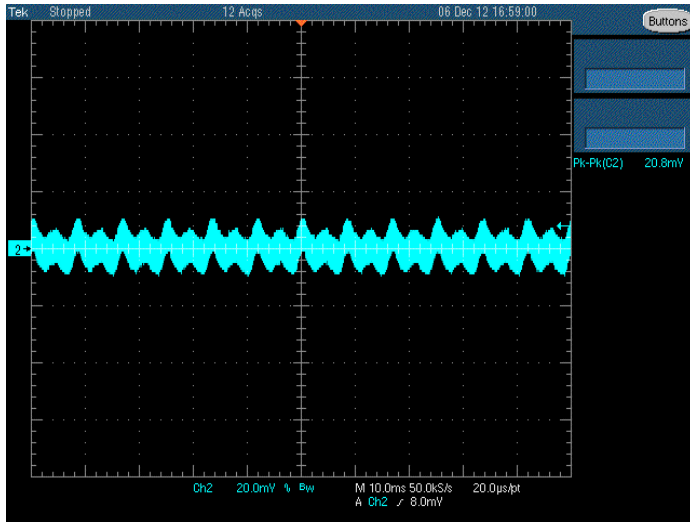 Tek Stopped 12 Acqs 06 Dec 12 16:59:00
Buttons
Pk-Pk(C2) 20.8mV
2
Ch2 20.0mV % Bw M 10.0ms 50.0kS/s 20.0µs/pt
A Ch2 / 8.0mV